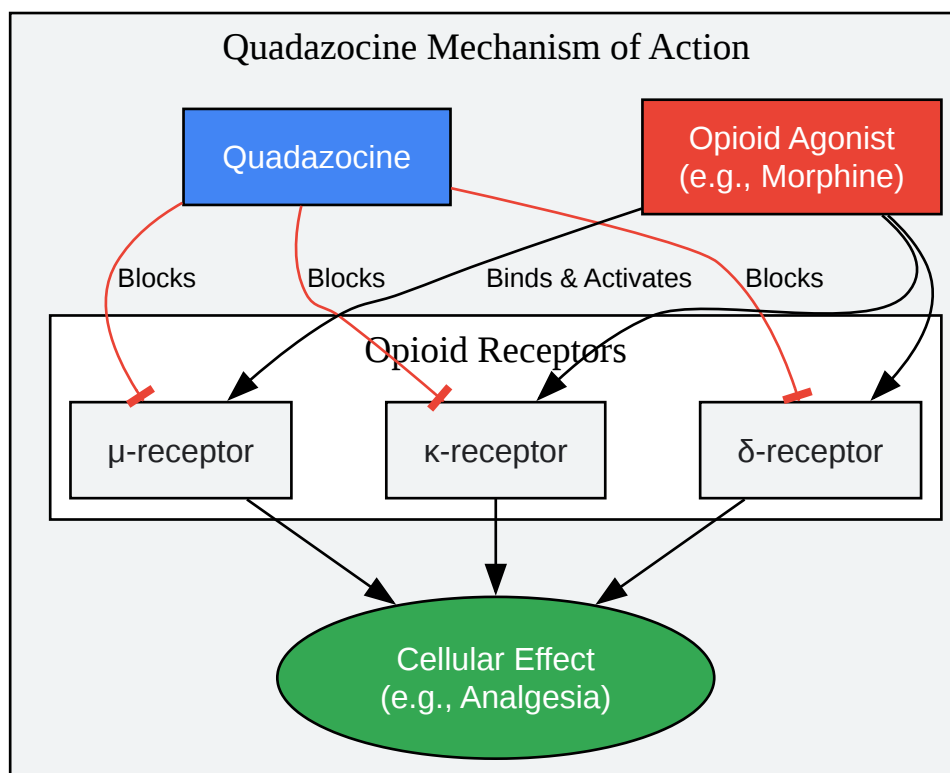 Quadazocine Mechanism of Action
Quadazocine
Opioid Agonist
(e.g., Morphine)
Blocks
Blocks
Binds & Activates
Blocks
Opioid Receptors
μ-receptor
κ-receptor
δ-receptor
Cellular Effect
(e.g., Analgesia)